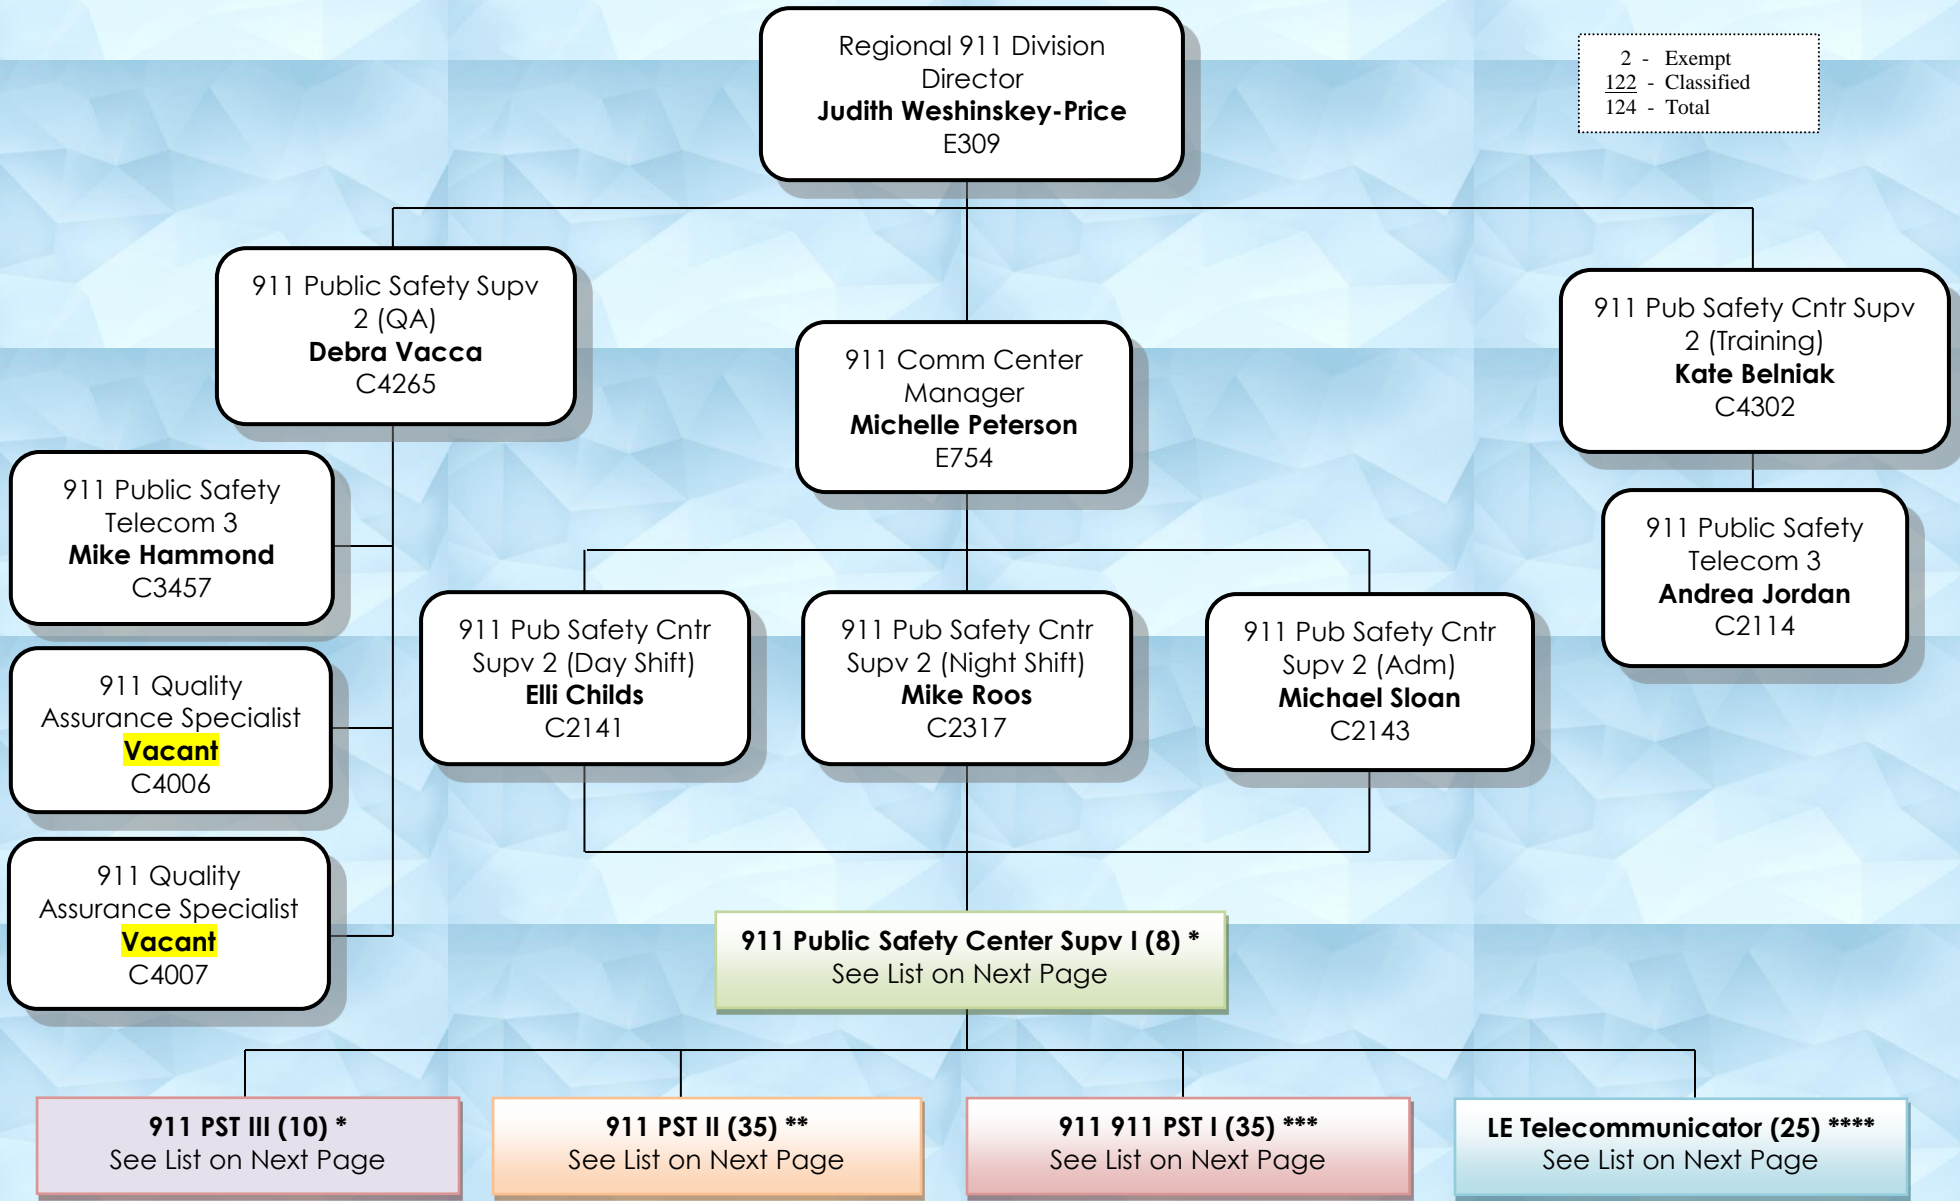 Regional 911 Division
Director
Judith Weshinskey-Price
E309
2 - Exempt
122 - Classified
124 - Total
911 Public Safety Supv
2 (QA)
Debra Vacca
C4265
911 Comm Center
Manager
Michelle Peterson
E754
911 Pub Safety Cntr Supv
2 (Training)
Kate Belniak
C4302
911 Public Safety
Telecom 3
Mike Hammond
C3457
911 Public Safety
Telecom 3
Andrea Jordan
C2114
911 Pub Safety Cntr
Supv 2 (Day Shift)
Elli Childs
C2141
911 Pub Safety Cntr
Supv 2 (Night Shift)
Mike Roos
C2317
911 Pub Safety Cntr
Supv 2 (Adm)
Michael Sloan
C2143
911 Quality
Assurance Specialist
Vacant
C4006
911 Quality
Assurance Specialist
Vacant
C4007
911 Public Safety Center Supv I (8) *
See List on Next Page
911 PST III (10) *
See List on Next Page
911 PST II (35) **
See List on Next Page
911 911 PST I (35) ***
See List on Next Page
LE Telecommunicator (25) ****
See List on Next Page